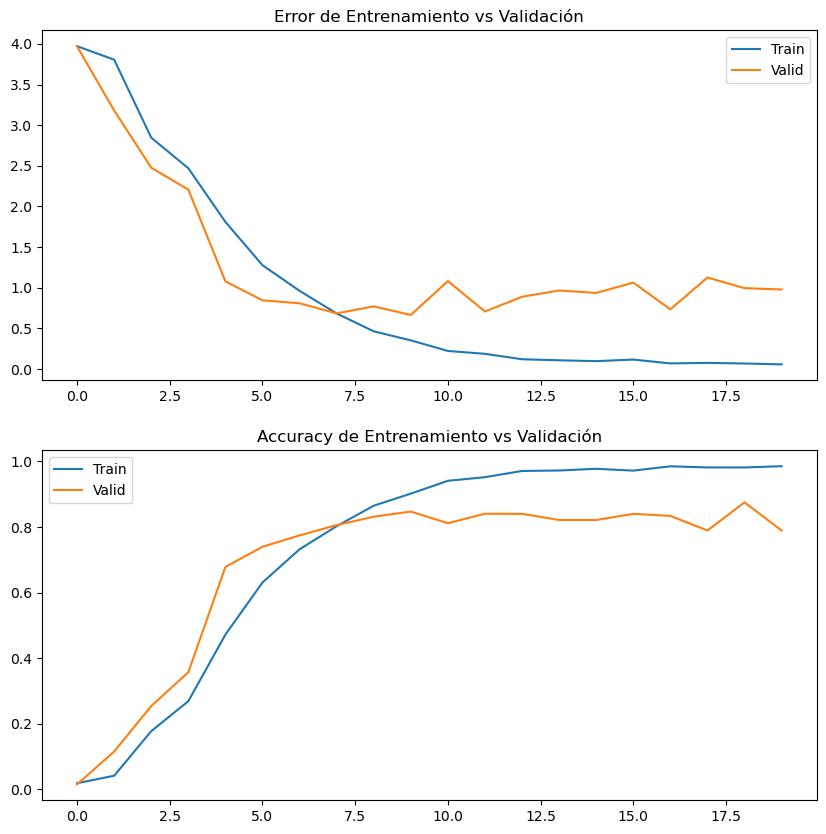 Error de Entrenamiento vs Validación
4.0
3.5
3.0
2.5
2.0
1.5
1.0
0.5
0.0
Train
Valid
0.0 2.5 5.0 7.5 10.0 12.5 15.0 17.5
Accuracy de Entrenamiento vs Validación
1.0
0.8
0.6
0.4
0.2
0.0
Train
Valid
0.0 2.5 5.0 7.5 10.0 12.5 15.0 17.5